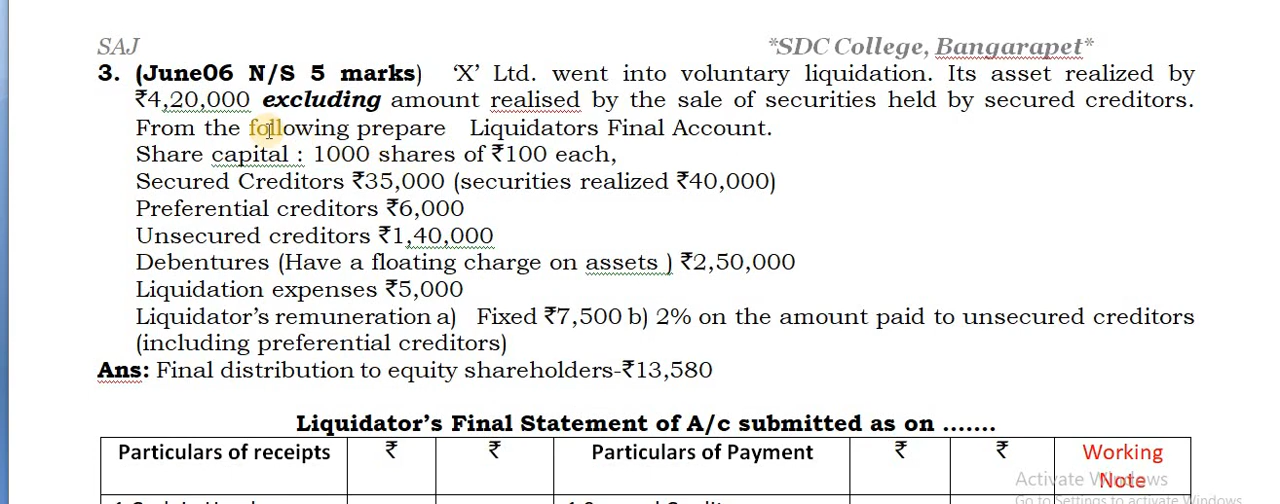 SAJ *SDC College, Bangarapet*
3. (June06 N/S 5 marks) ‘X’ Ltd. went into voluntary liquidation. Its asset realized by
₹4,20,000 excluding amount realised by the sale of securities held by secured creditors.
From the following prepare Liquidators Final Account.
Share capital : 1000 shares of ₹100 each,
Secured Creditors ₹35,000 (securities realized ₹40,000)
Preferential creditors ₹6,000
Unsecured creditors ₹1,40,000
Debentures (Have a floating charge on assets ) ₹2,50,000
Liquidation expenses ₹5,000
Liquidator’s remuneration a) Fixed ₹7,500 b) 2% on the amount paid to unsecured creditors
(including preferential creditors)
Ans: Final distribution to equity shareholders-₹13,580
Liquidator’s Final Statement of A/c submitted as on .......
Particulars of receipts ₹ ₹ Particulars of Payment ₹ ₹ Working
Note
Activate Windows
Go to Settings to activate Windows.